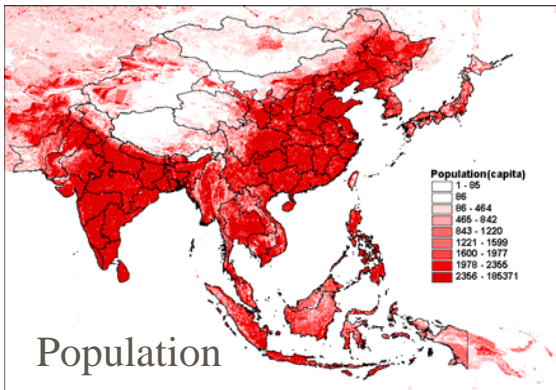 Population(capita)
1 - 85
86
86 - 464
465 - 842
843 - 1220
1221 - 1599
1600 - 1977
1978 - 2355
2356 - 185371
Population